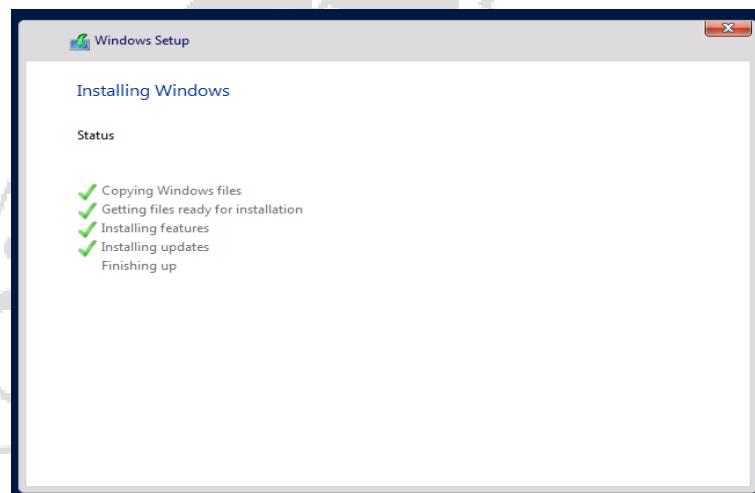 Windows Setup
Installing Windows
Status
Copying Windows files
Getting files ready for installation
Installing features
Installing updates
Finishing up